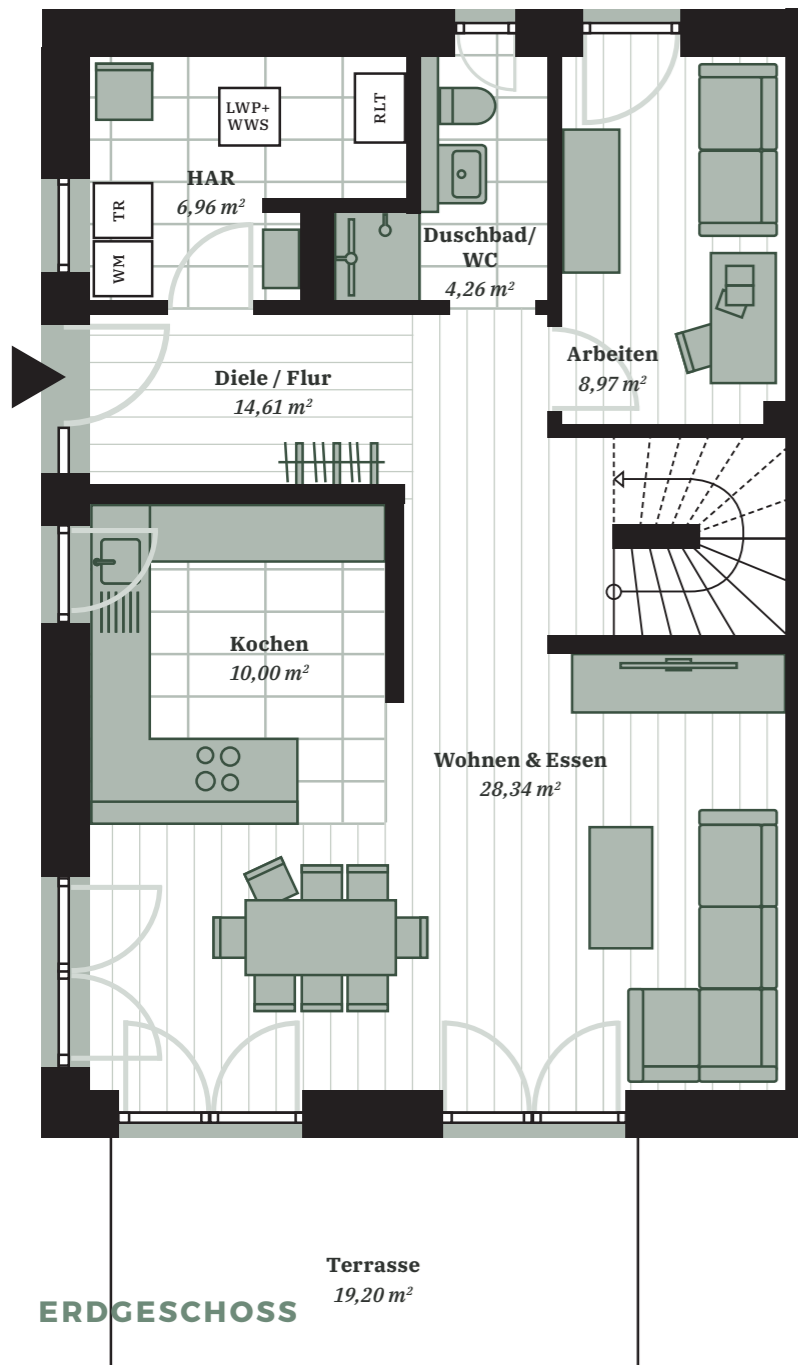 LWP+
WWS
RLT
HAR
6,96 m²
TR
WM
Duschbad/
WC
4,26 m²
Arbeiten
8,97 m²
Diele / Flur
14,61 m²
Kochen
10,00 m²
Wohnen & Essen
28,34 m²
Terrasse
19,20 m²
ERDGESCHOSS